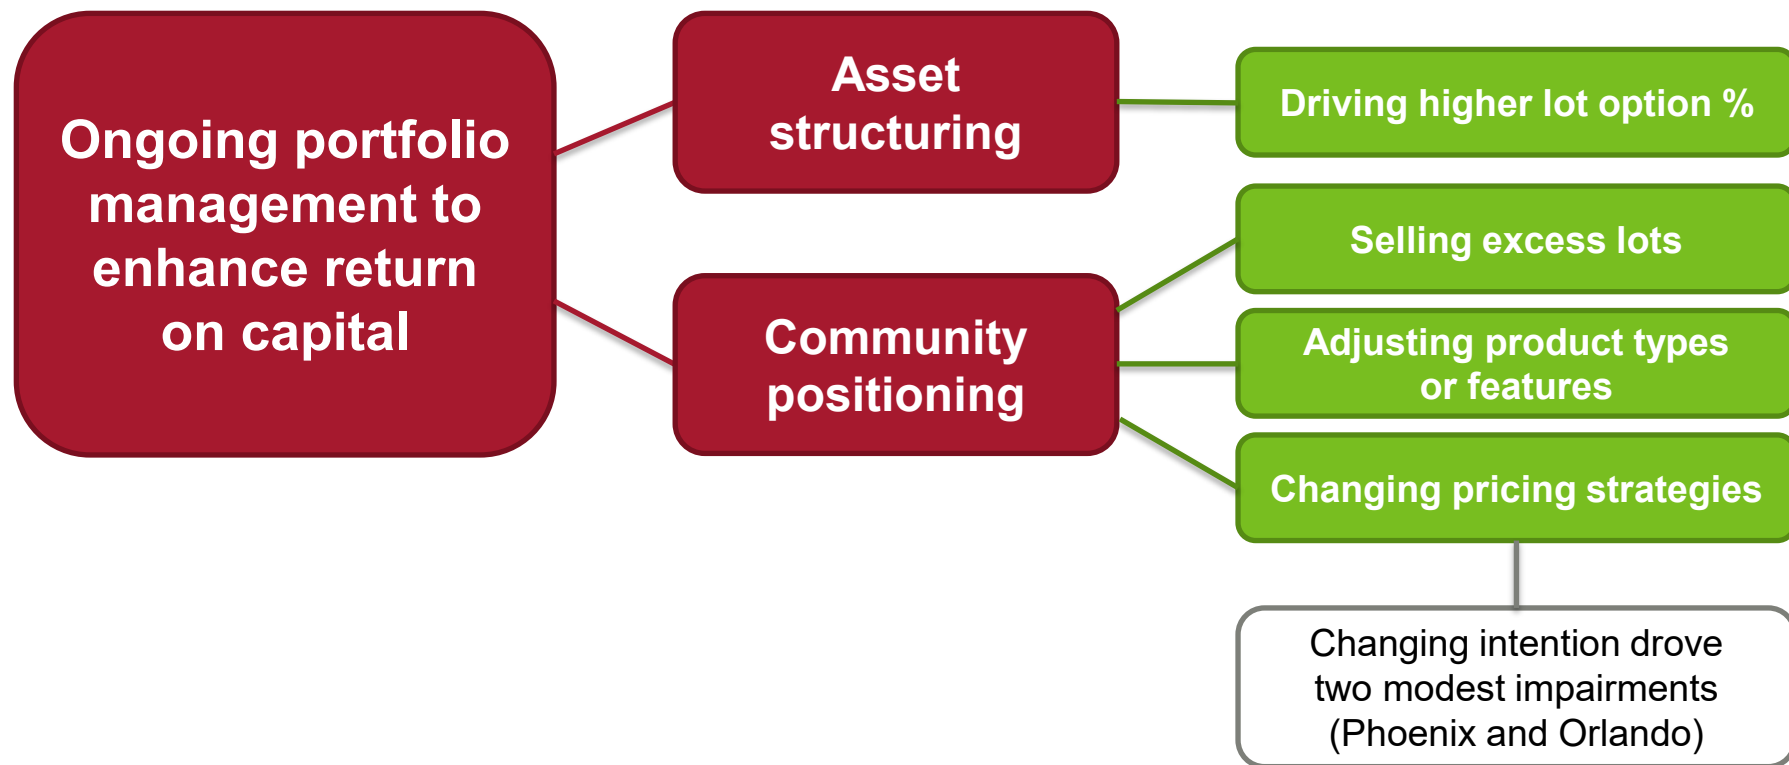 Ongoing portfolio
management to
enhance return
on capital
Asset
structuring
Community
positioning
Driving higher lot option %
Selling excess lots
Adjusting product types
or features
Changing pricing strategies
Changing intention drove
two modest impairments
(Phoenix and Orlando)